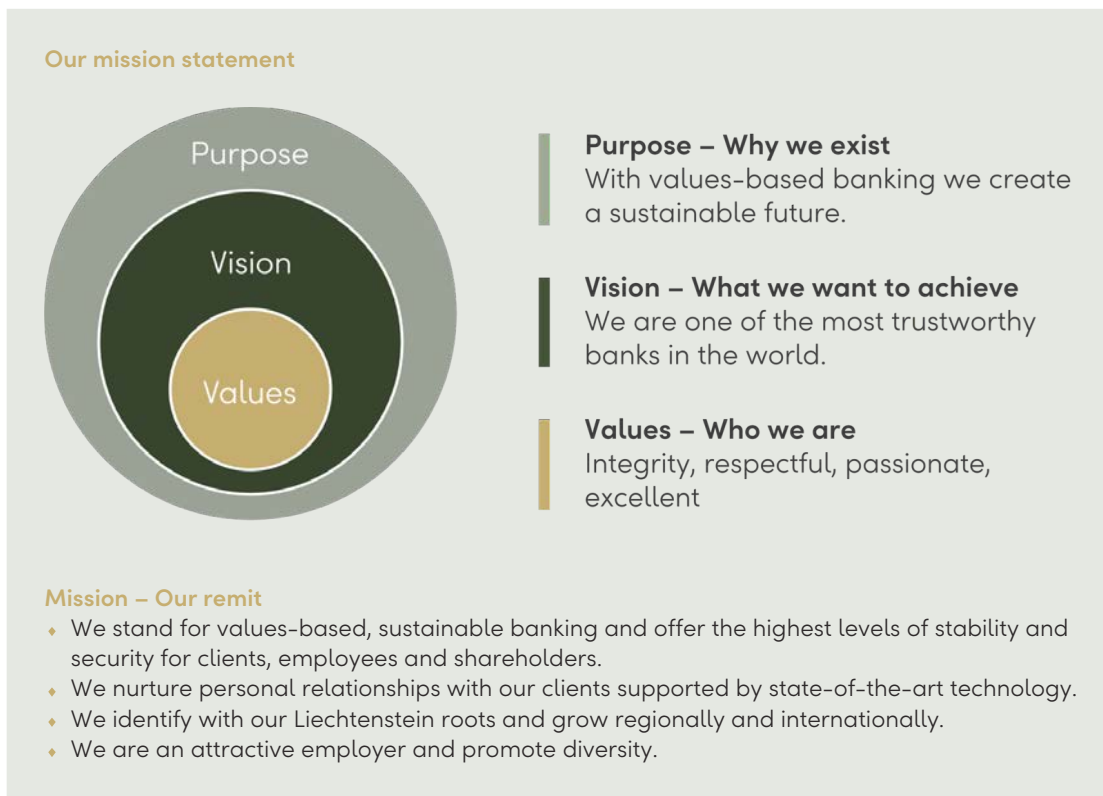 Our mission statement
Purpose
Vision
Values
Purpose – Why we exist
With values-based banking we create
a sustainable future.
Vision – What we want to achieve
We are one of the most trustworthy
banks in the world.
Values – Who we are
Integrity, respectful, passionate,
excellent
Mission – Our remit
⬧ We stand for values-based, sustainable banking and offer the highest levels of stability and
security for clients, employees and shareholders.
⬧ We nurture personal relationships with our clients supported by state-of-the-art technology.
⬧ We identify with our Liechtenstein roots and grow regionally and internationally.
⬧ We are an attractive employer and promote diversity.